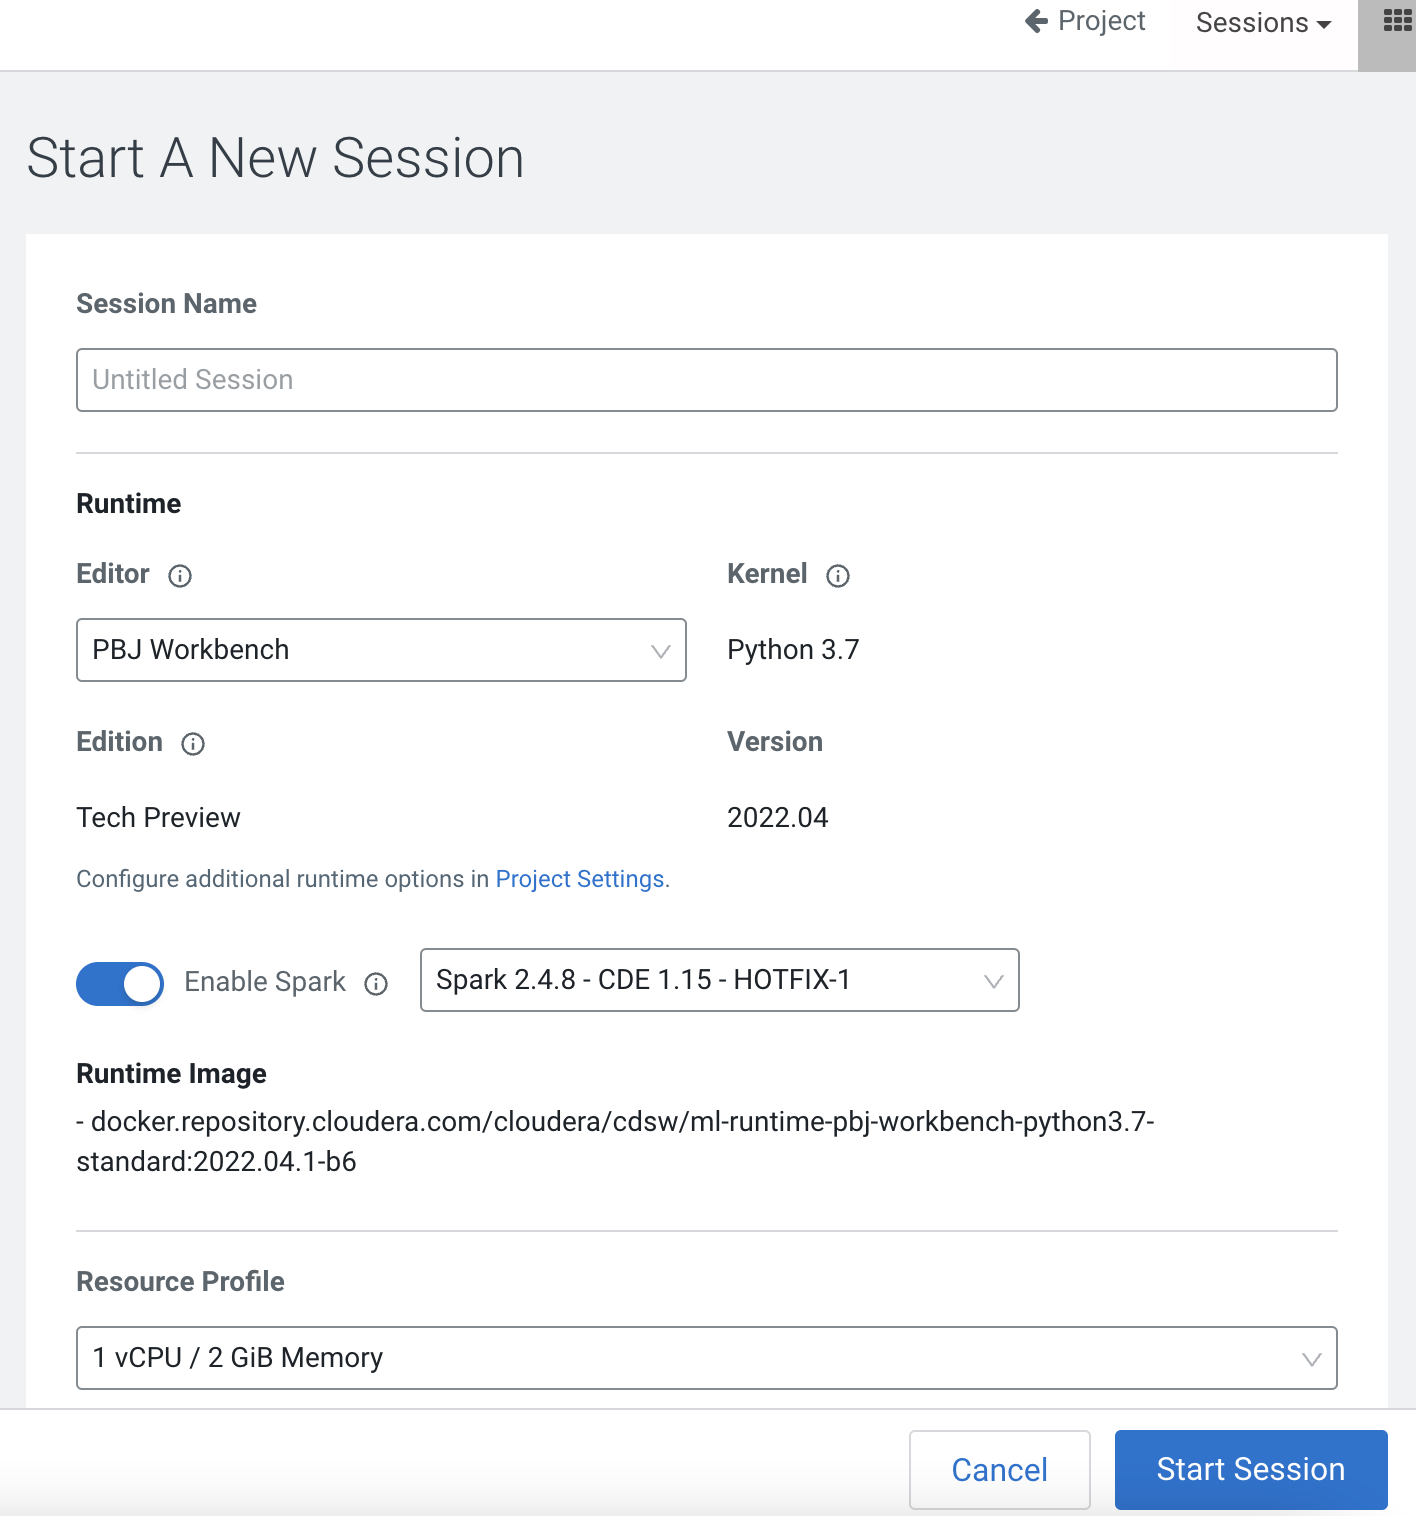 Project
Sessions
Start A New Session
Session Name
Untitled Session
Runtime
Editor
Kernel
PBJ Workbench
Python 3.7
Edition
Version
Tech Preview
2022.04
Configure additional runtime options in Project Settings.
Enable Spark
Spark 2.4.8 - CDE 1.15 - HOTFIX-1
Runtime Image
- docker.repository.cloudera.com/cloudera/cdsw/ml-runtime-pbj-workbench-python3.7-
standard:2022.04.1-b6
Resource Profile
1 vCPU / 2 GiB Memory
Cancel
Start Session